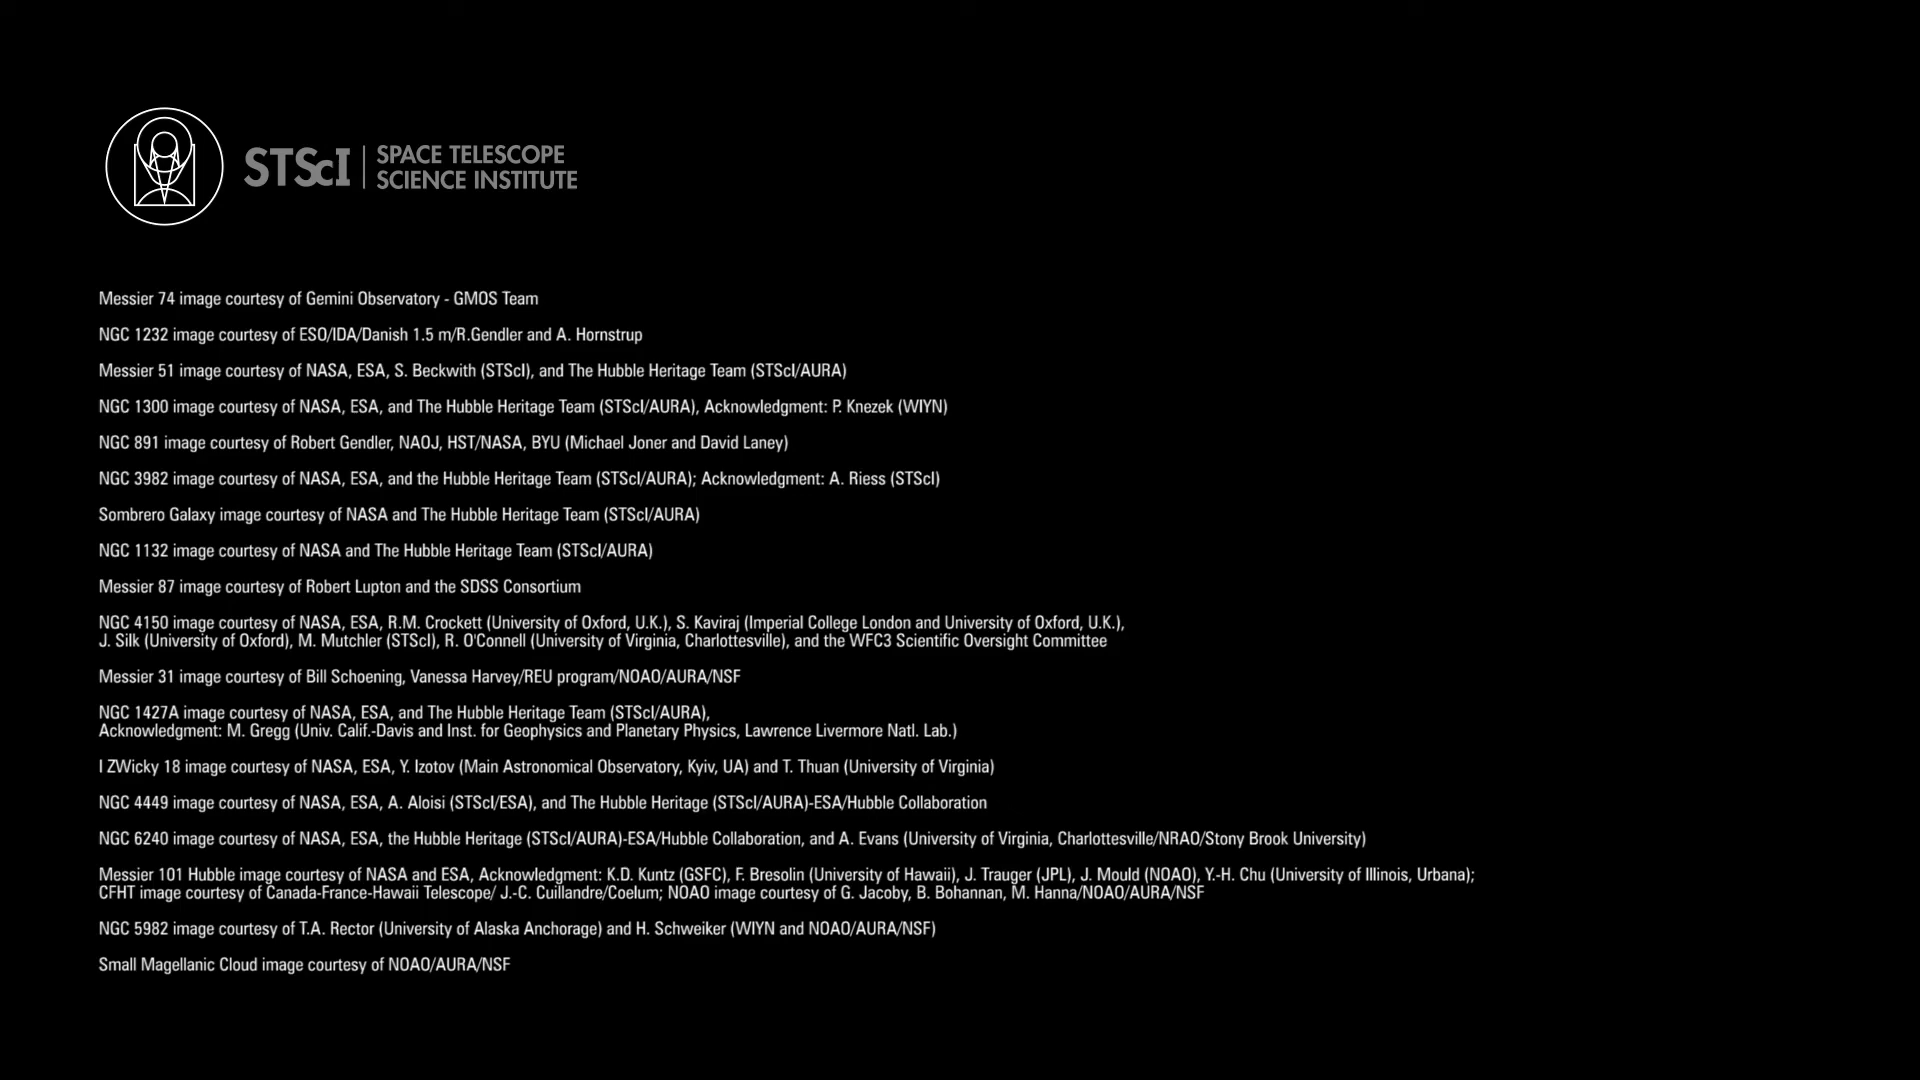 STScI | SPACE TELESCOPE
SCIENCE INSTITUTE
Messier 74 image courtesy of Gemini Observatory - GMOS Team
NGC 1232 image courtesy of ESO/IDA/Danish 1.5 m/R.Gendler and A. Hornstrup
Messier 51 image courtesy of NASA, ESA, S. Beckwith (STScI), and The Hubble Heritage Team (STScI/AURA)
NGC 1300 image courtesy of NASA, ESA, and The Hubble Heritage Team (STScI/AURA), Acknowledgment: P. Knezek (WIYN)
NGC 891 image courtesy of Robert Gendler, NAOJ, HST/NASA, BYU (Michael Joner and David Laney)
NGC 3982 image courtesy of NASA, ESA, and the Hubble Heritage Team (STScI/AURA); Acknowledgment: A. Riess (STScI)
Sombrero Galaxy image courtesy of NASA and The Hubble Heritage Team (STScI/AURA)
NGC 1132 image courtesy of NASA and The Hubble Heritage Team (STScI/AURA)
Messier 87 image courtesy of Robert Lupton and the SDSS Consortium
NGC 4150 image courtesy of NASA, ESA, R.M. Crockett (University of Oxford, U.K.), S. Kaviraj (Imperial College London and University of Oxford, U.K.),
J. Silk (University of Oxford), M. Mutchler (STScI), R. O'Connell (University of Virginia, Charlottesville), and the WFC3 Scientific Oversight Committee
Messier 31 image courtesy of Bill Schoening, Vanessa Harvey/REU program/NOAO/AURA/NSF
NGC 1427A image courtesy of NASA, ESA, and The Hubble Heritage Team (STScI/AURA),
Acknowledgment: M. Gregg (Univ. Calif.-Davis and Inst. for Geophysics and Planetary Physics, Lawrence Livermore Natl. Lab.)
I ZWicky 18 image courtesy of NASA, ESA, Y. Izotov (Main Astronomical Observatory, Kyiv, UA) and T. Thuan (University of Virginia)
NGC 4449 image courtesy of NASA, ESA, A. Aloisi (STScI/ESA), and The Hubble Heritage (STScI/AURA)-ESA/Hubble Collaboration
NGC 6240 image courtesy of NASA, ESA, the Hubble Heritage (STScI/AURA)-ESA/Hubble Collaboration, and A. Evans (University of Virginia, Charlottesville/NRAO/Stony Brook University)
Messier 101 Hubble image courtesy of NASA and ESA, Acknowledgment: K.D. Kuntz (GSFC), F. Bresolin (University of Hawaii), J. Trauger (JPL), J. Mould (NOAO), Y.-H. Chu (University of Illinois, Urbana);
CFHT image courtesy of Canada-France-Hawaii Telescope/ J.-C. Cuillandre/Coelum; NOAO image courtesy of G. Jacoby, B. Bohannan, M. Hanna/NOAO/AURA/NSF
NGC 5982 image courtesy of T.A. Rector (University of Alaska Anchorage) and H. Schweiker (WIYN and NOAO/AURA/NSF)
Small Magellanic Cloud image courtesy of NOAO/AURA/NSF